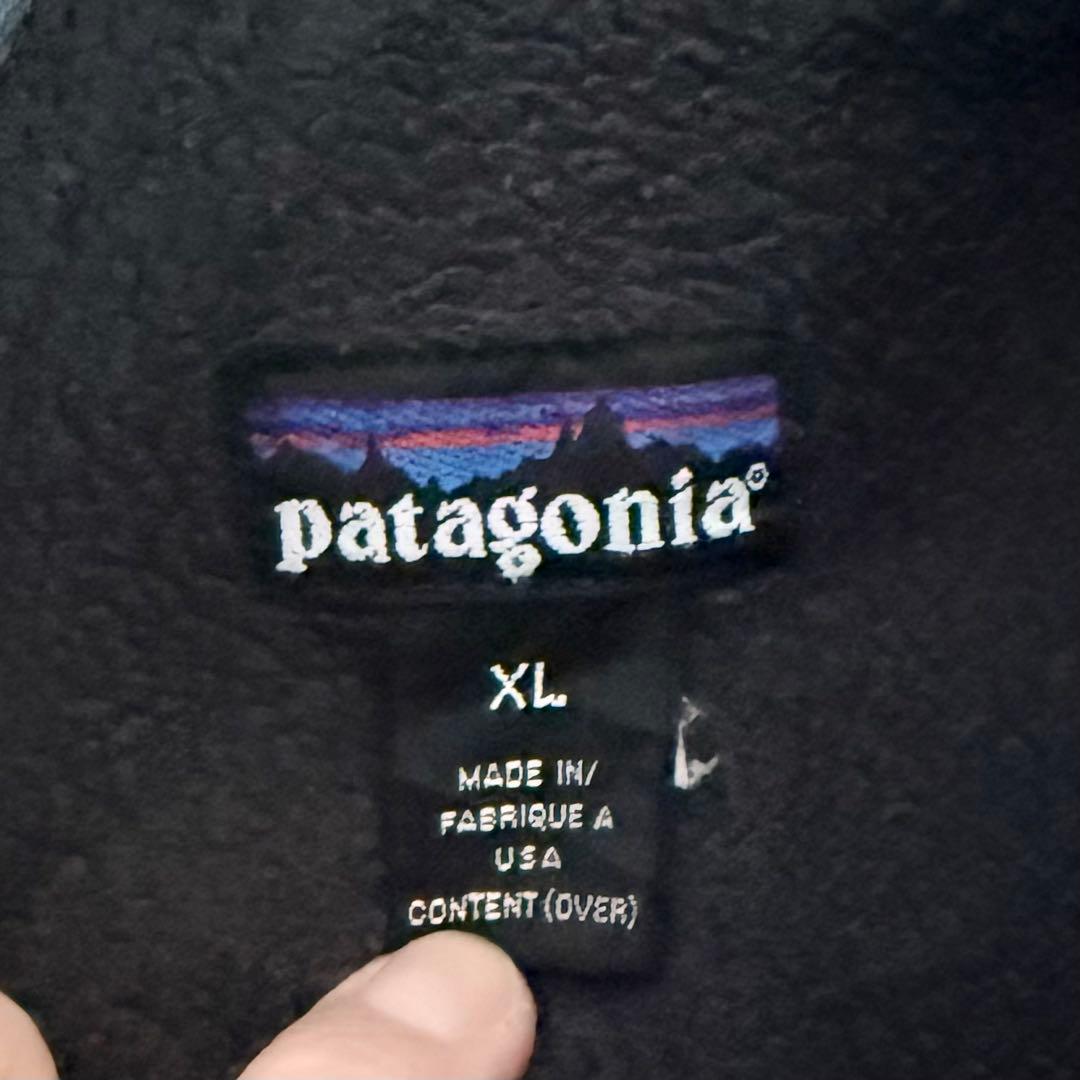 patagonia®
XL
MADE IN/
FABRIQUE A
USA
CONTENT (OVER)